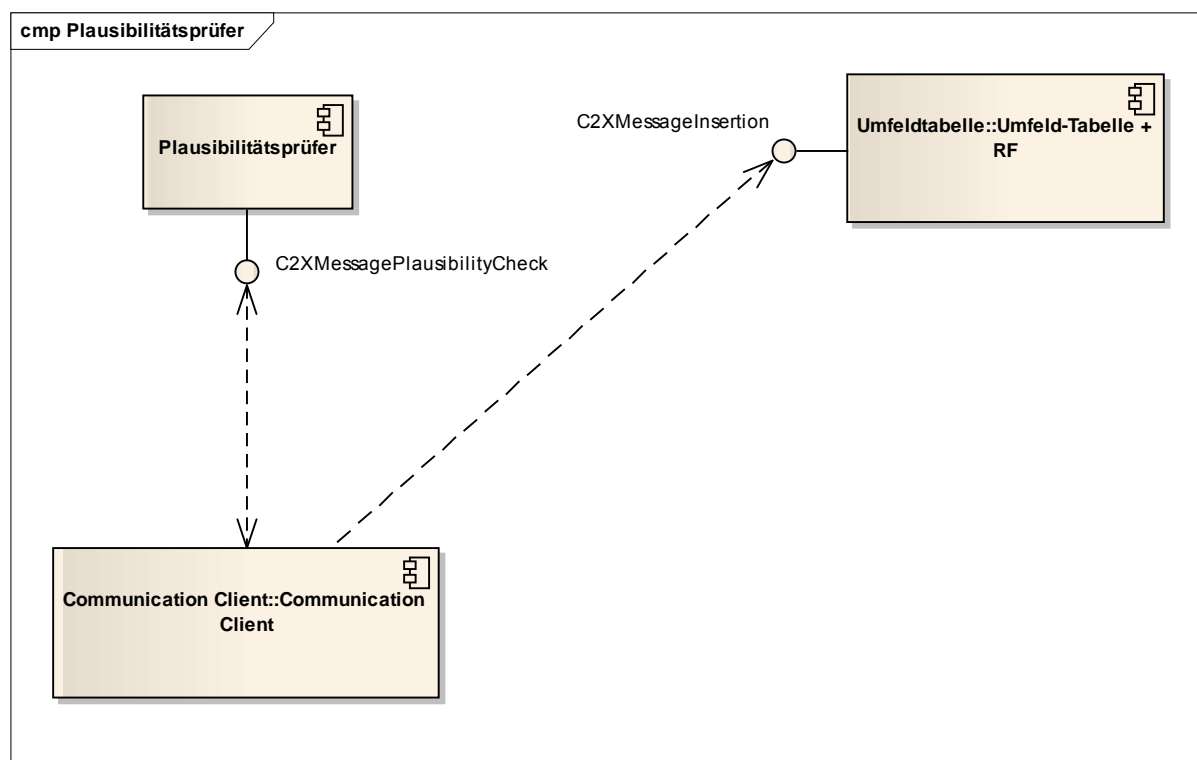 cmp Plausibilitätsprüfer
C2XMessageInsertion
Umfeldtabelle::Umfeld-Tabelle +
RF
Plausibilitätsprüfer
C2XMessagePlausibilityCheck
Communication Client::Communication
Client